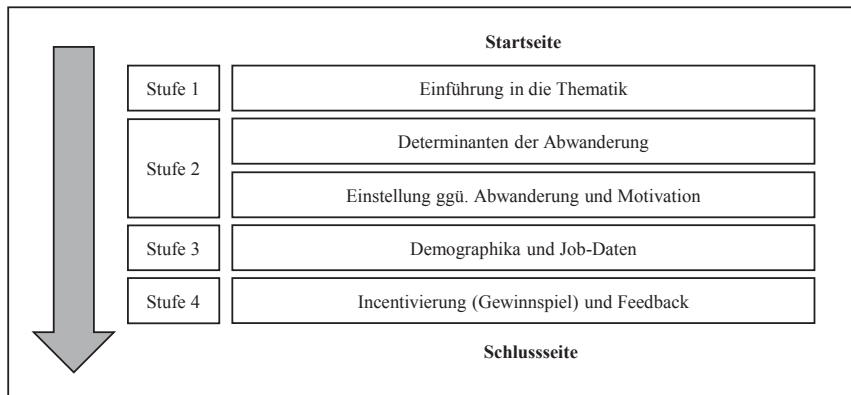 Startseite
Stufe 1
Einführung in die Thematik
Stufe 2
Determinanten der Abwanderung
Einstellung ggü. Abwanderung und Motivation
Stufe 3
Demographika und Job-Daten
Stufe 4
Incentivierung (Gewinnspiel) und Feedback
Schlussseite